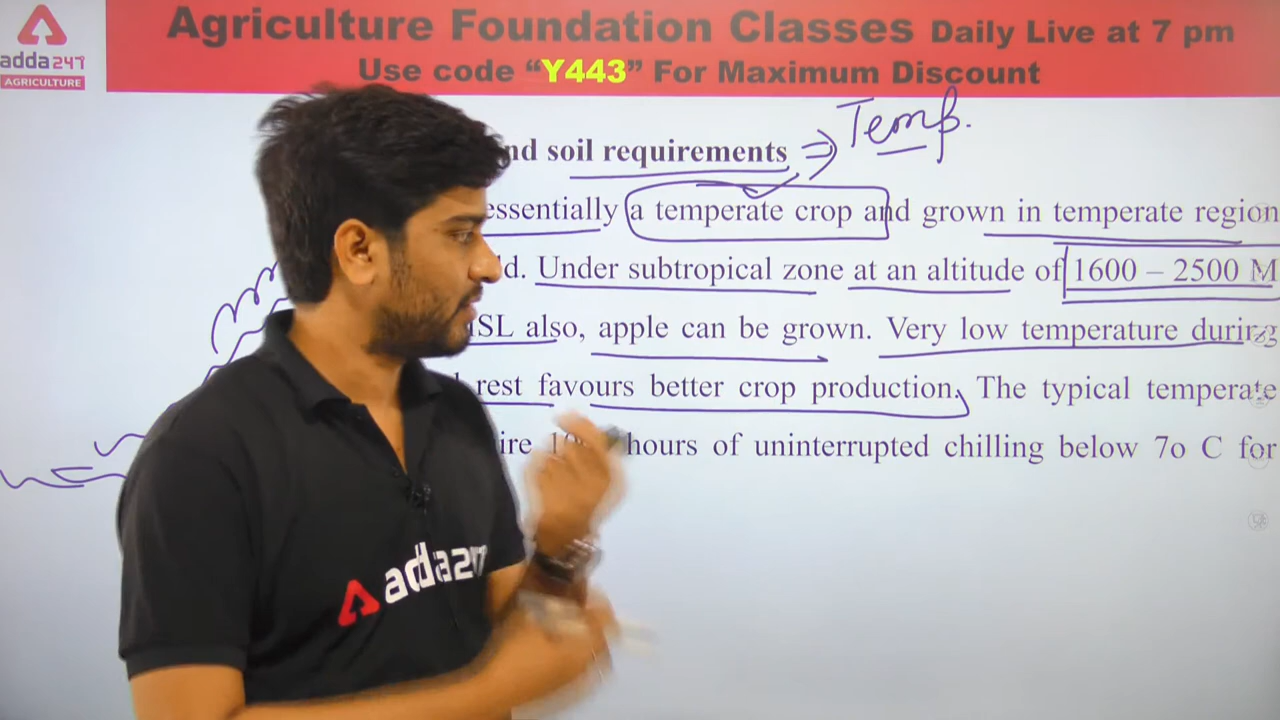 Agriculture Foundation Classes Daily Live at 7 pm
adda247
AGRICULTURE
Use code “Y443” For Maximum Discount
Temp.
soil requirements
essentially a temperate crop and grown in temperate region
Under subtropical zone at an altitude of 1600 – 2500 M
also, apple can be grown. Very low temperature during
rest favours better crop production. The typical temperate
hours of uninterrupted chilling below 7o C for
adda247